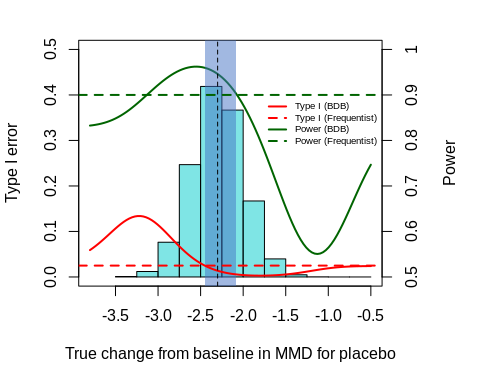 Type I error
0.5
0.4
0.3
0.2
0.1
0.0
Type I (BDB)
Type I (Frequentist)
Power (BDB)
Power (Frequentist)
1
0.9
0.8
0.7
0.6
0.5
Power
-3.5 -3.0 -2.5 -2.0 -1.5 -1.0 -0.5
True change from baseline in MMD for placebo